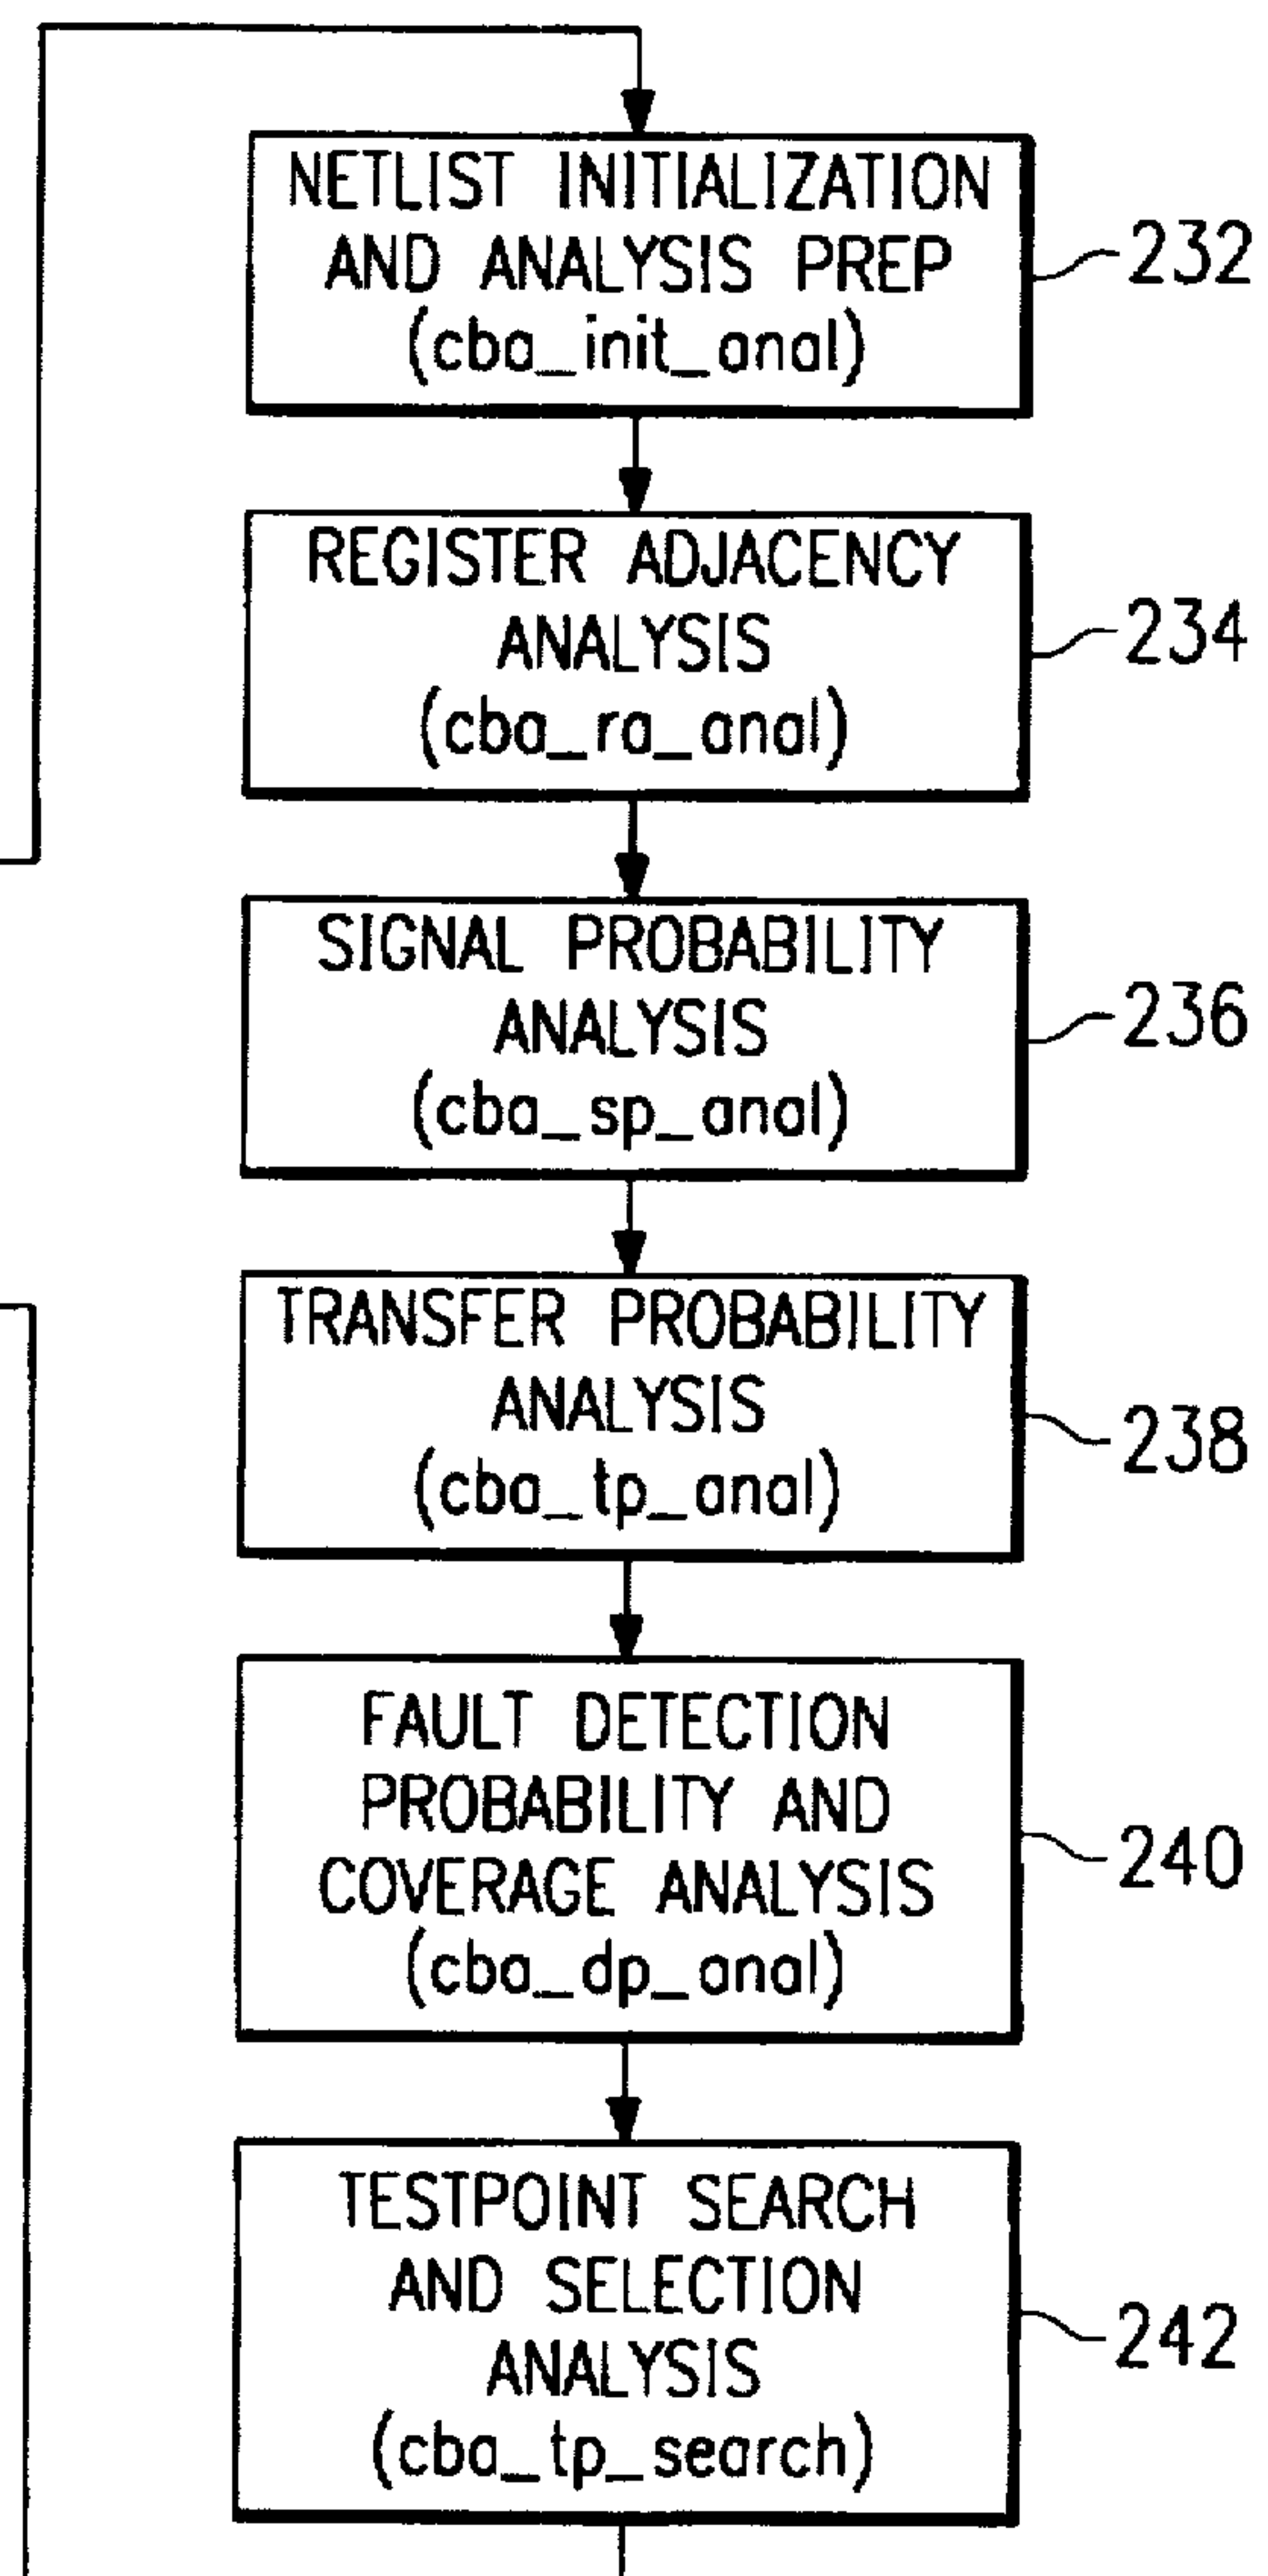 NETLIST INITIALIZATION
AND ANALYSIS PREP
(cba_init_anal)
232
REGISTER ADJACENCY
ANALYSIS
(cba_ra_anal)
234
SIGNAL PROBABILITY
ANALYSIS
(cba_sp_anal)
236
TRANSFER PROBABILITY
ANALYSIS
(cba_tp_anal)
238
FAULT DETECTION
PROBABILITY AND
COVERAGE ANALYSIS
(cba_dp_anal)
240
TESTPOINT SEARCH
AND SELECTION
ANALYSIS
(cba_tp_search)
242